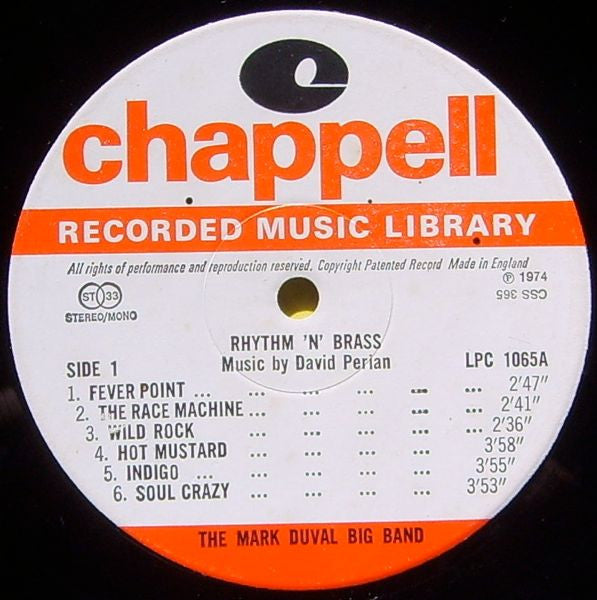 chappell
RECORDED MUSIC LIBRARY
All rights of performance and reproduction reserved. Copyright Patented Record Made in England
ST 33
STEREO/MONO
℗ 1974
CSS 365
RHYTHM 'N' BRASS
Music by David Perian
SIDE 1
LPC 1065A
1. FEVER POINT ... ... ... ... ... 2'47"
2. THE RACE MACHINE ... ... ... ... ... 2'41"
3. WILD ROCK ... ... ... ... ... 2'36"
4. HOT MUSTARD ... ... ... ... 3'58"
5. INDIGO ... ... ... ... ... 3'55"
6. SOUL CRAZY ... ... ... ... 3'53"
THE MARK DUVAL BIG BAND